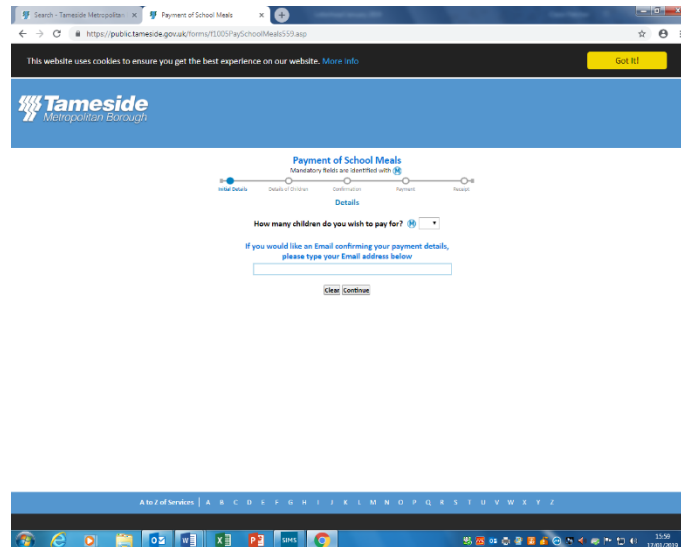 Search - Tameside Metropolitan
Payment of School Meals
https://public.tameside.gov.uk/forms/f1005PaySchoolMeals559.asp
This website uses cookies to ensure you get the best experience on our website. More Info
Got It!
Tameside
Metropolitan Borough
Payment of School Meals
Mandatory fields are identified with M
Initial Details Details of Children Confirmation Payment Receipt
Details
How many children do you wish to pay for? M
If you would like an Email confirming your payment details,
please type your Email address below
Clear Continue
A to Z of Services | A B C D E F G H I J K L M N O P Q R S T U V W X Y Z
SIMS
15:59
17/01/2019